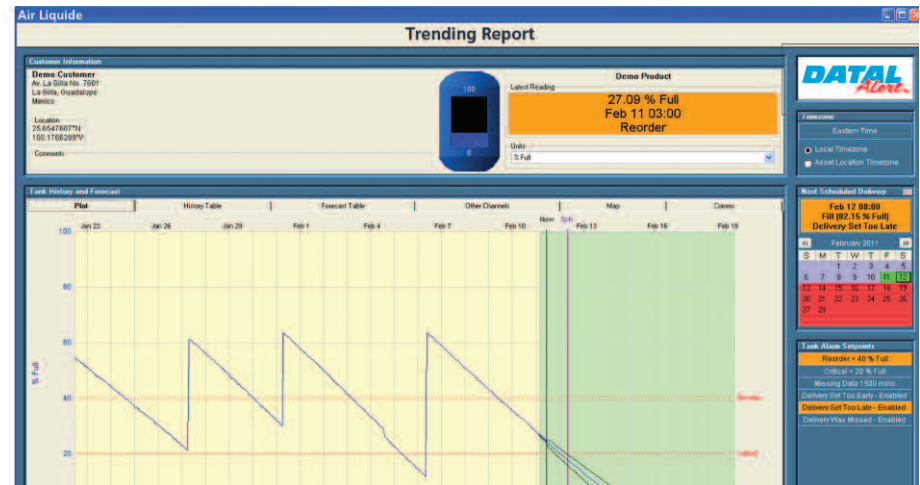 Air Liquide
Trending Report
Customer Information
Demo Customer
Av. La Silla No. 7601
La Silla, Guadalupe
Mexico
Location
25.6547607°N
100.1766289°
Comments
100
0
Demo Product
Latest Reading
27.09 % Full
Feb 11 03:00
Reorder
Units
% Full
DATAL
Alert
Timezone
Eastern Time
Local Timezone
Asset Location Timezone
Next Scheduled Delivery
Feb 12 08:00
Fill (82.15 % Full)
Delivery Set Too Late
February 2011
S M T W T F S
1 2 3 4 5
6 7 8 9 10 11 12
13 14 15 16 17 18 19
20 21 22 23 24 25 26
27 28
Tank Alarm Setpoints
Reorder < 40 % Full
Critical < 20 % Full
Missing Data 1500 mins
Delivery Set Too Early - Enabled
Delivery Set Too Late - Enabled
Delivery Was Missed - Enabled
Tank History and Forecast
Plot History Table Forecast Table Other Channels Map Comms
Now Sch
Jan 23 Jan 26 Jan 29 Feb 1 Feb 4 Feb 7 Feb 10 Feb 13 Feb 16 Feb 19
100
80
60
40
20
% Full